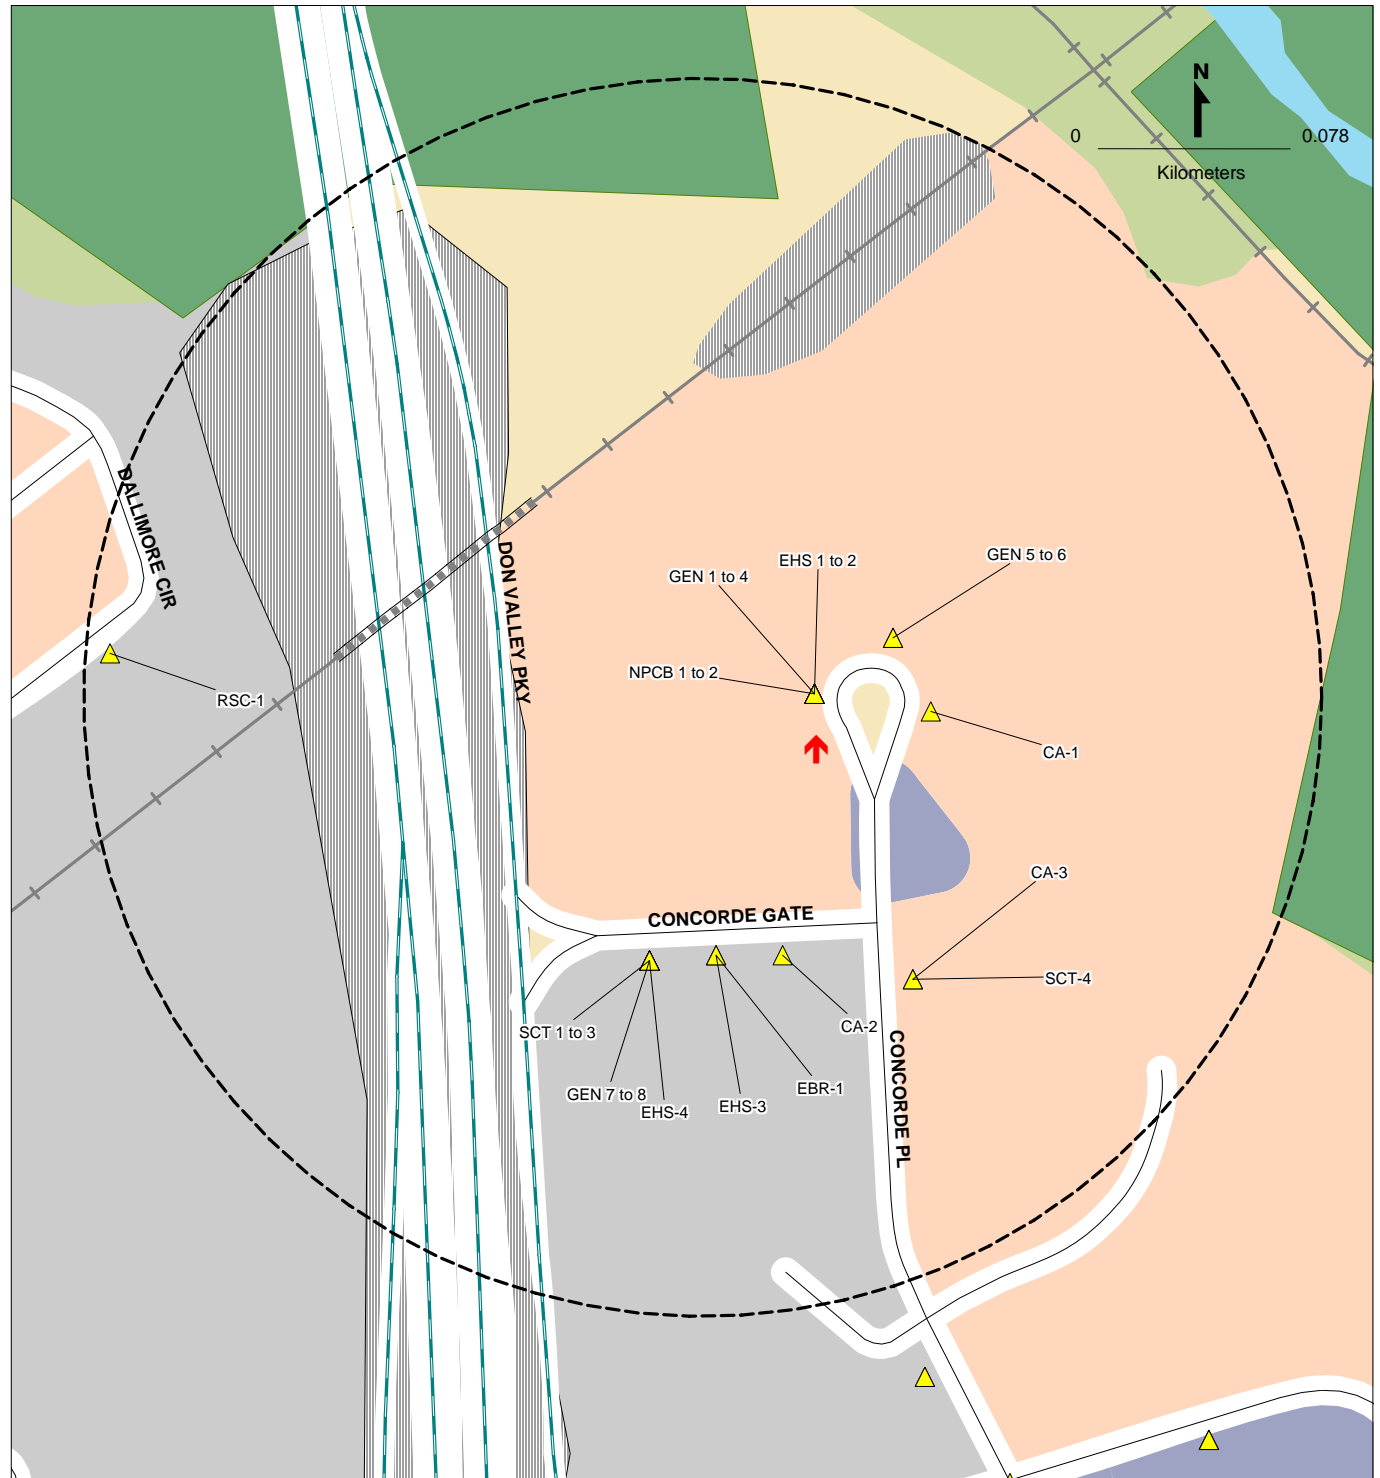 N
0 0.078
Kilometers
DALLIMORE CIR
DON VALLEY PKY
EHS 1 to 2
GEN 5 to 6
GEN 1 to 4
NPCB 1 to 2
RSC-1
CA-1
CA-3
CONCORDE GATE
SCT-4
SCT 1 to 3
CA-2
CONCORDE PL
GEN 7 to 8
EHS-4
EHS-3
EBR-1